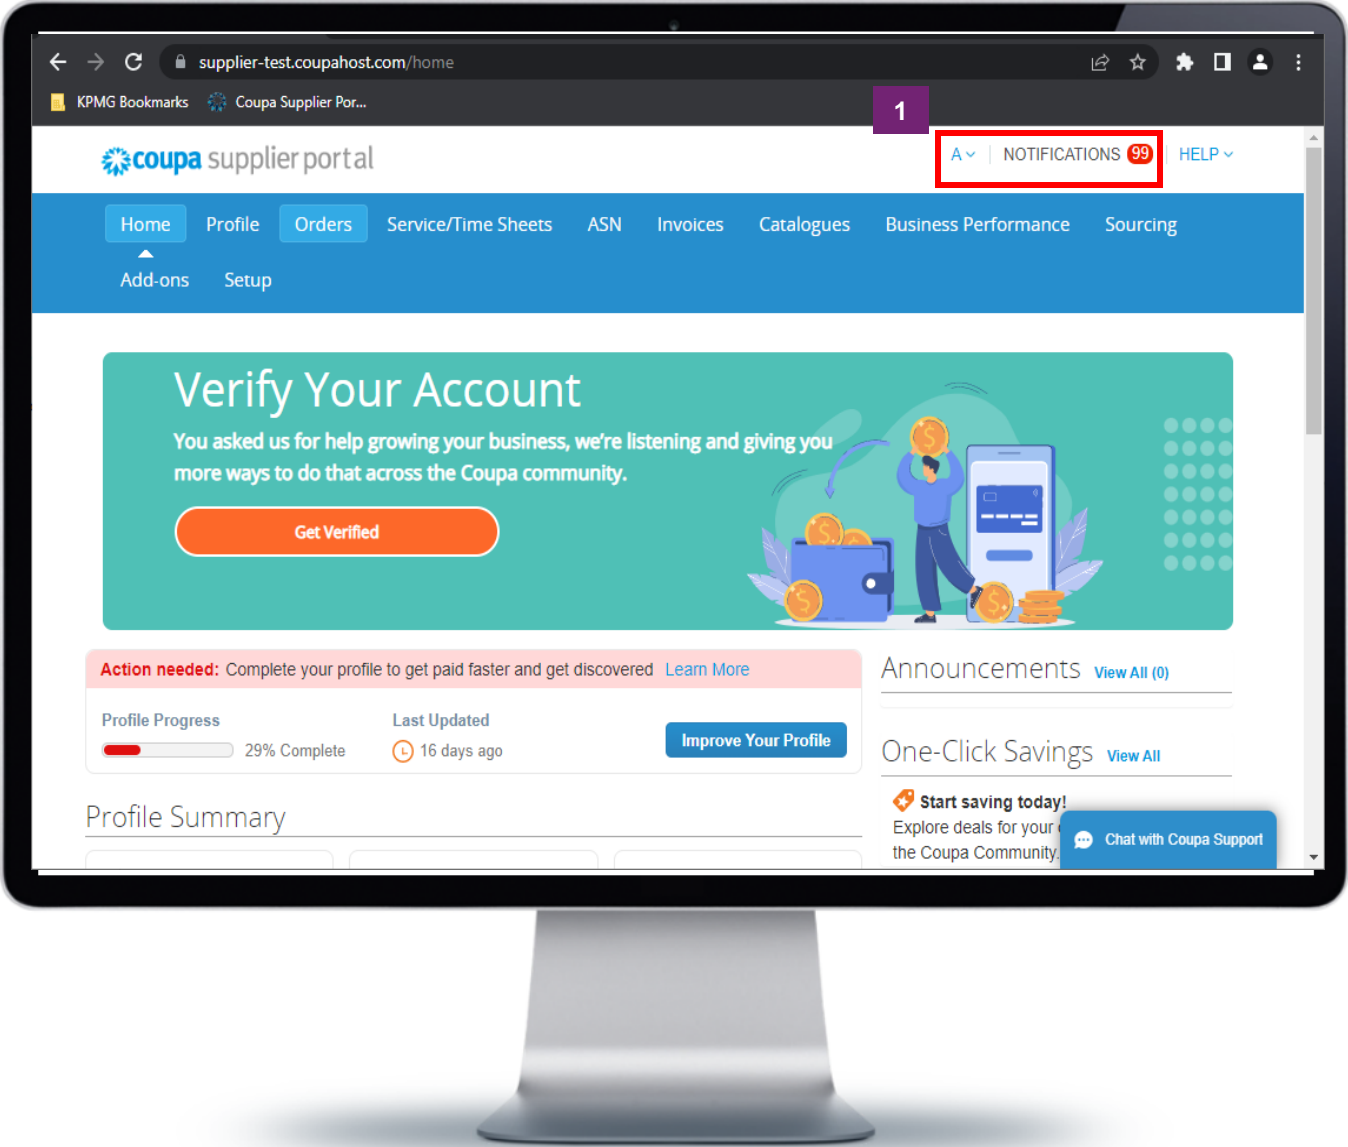 supplier-test.coupahost.com/home
KPMG Bookmarks Coupa Supplier Por...
1
coupa supplier portal
A NOTIFICATIONS 99 HELP
Home Profile Orders Service/Time Sheets ASN Invoices Catalogues Business Performance Sourcing
Add-ons Setup
Verify Your Account
You asked us for help growing your business, we're listening and giving you
more ways to do that across the Coupa community.
Get Verified
Action needed: Complete your profile to get paid faster and get discovered Learn More
Profile Progress Last Updated
29% Complete 16 days ago
Improve Your Profile
Profile Summary
Announcements View All (0)
One-Click Savings View All
Start saving today!
Explore deals for your
the Coupa Community.
Chat with Coupa Support